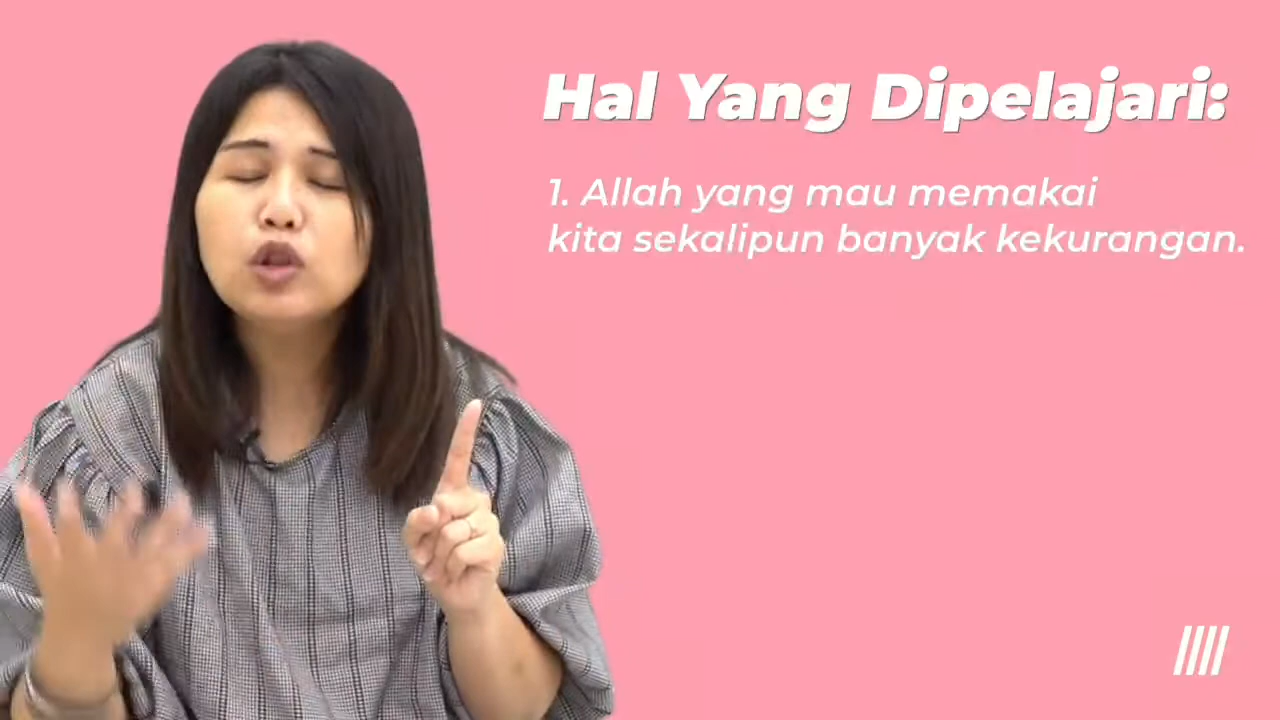 Hal Yang Dipelajari:
1. Allah yang mau memakai
kita sekalipun banyak kekurangan.